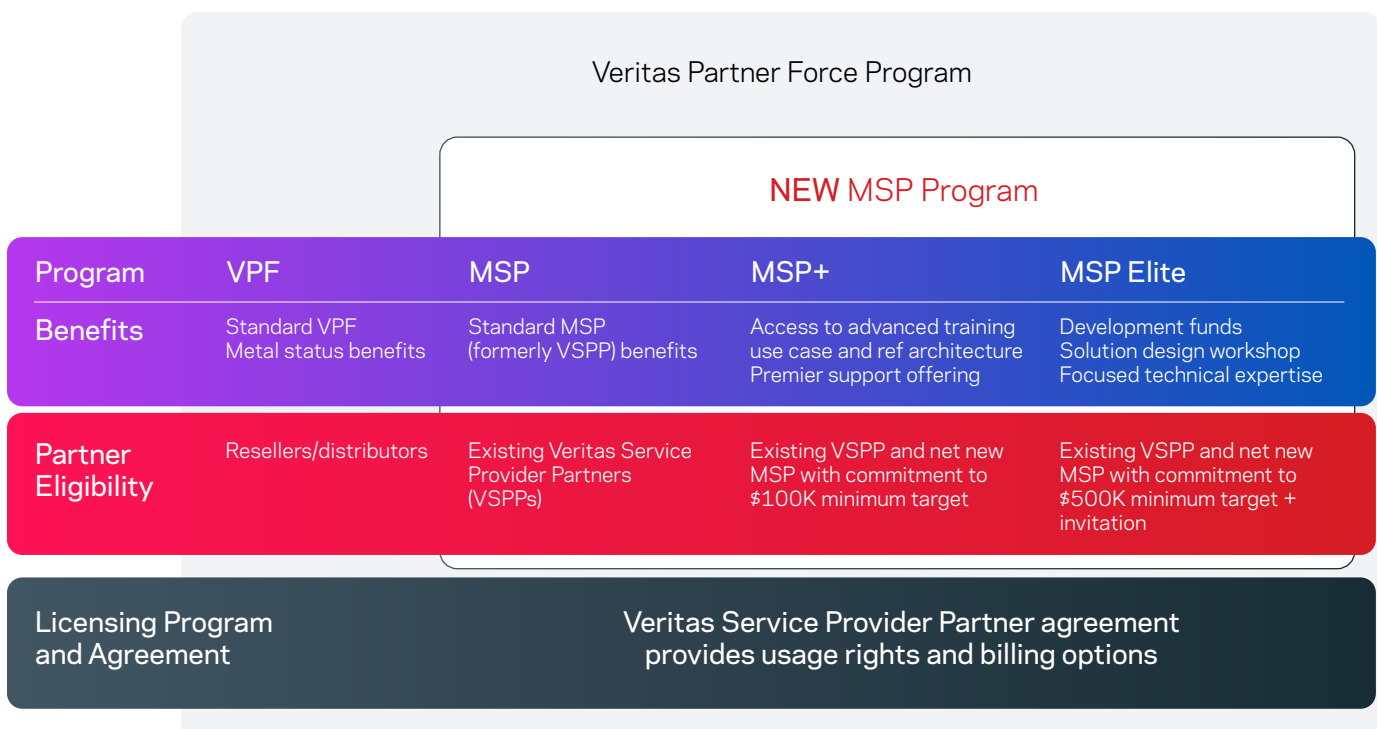 Veritas Partner Force Program
NEW MSP Program
Program
VPF
MSP
MSP+
MSP Elite
Benefits
Standard VPF
Metal status benefits
Standard MSP
(formerly VSPP) benefits
Access to advanced training
use case and ref architecture
Premier support offering
Development funds
Solution design workshop
Focused technical expertise
Partner
Eligibility
Resellers/distributors
Existing Veritas Service
Provider Partners
(VSPPs)
Existing VSPP and net new
MSP with commitment to
$100K minimum target
Existing VSPP and net new
MSP with commitment to
$500K minimum target +
invitation
Licensing Program
and Agreement
Veritas Service Provider Partner agreement
provides usage rights and billing options